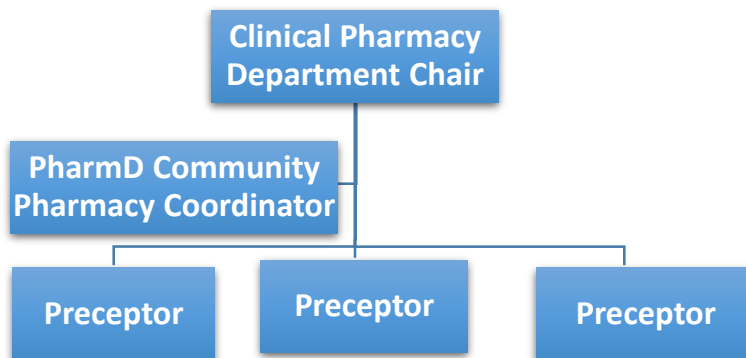 Clinical Pharmacy
Department Chair
PharmD Community
Pharmacy Coordinator
Preceptor
Preceptor
Preceptor